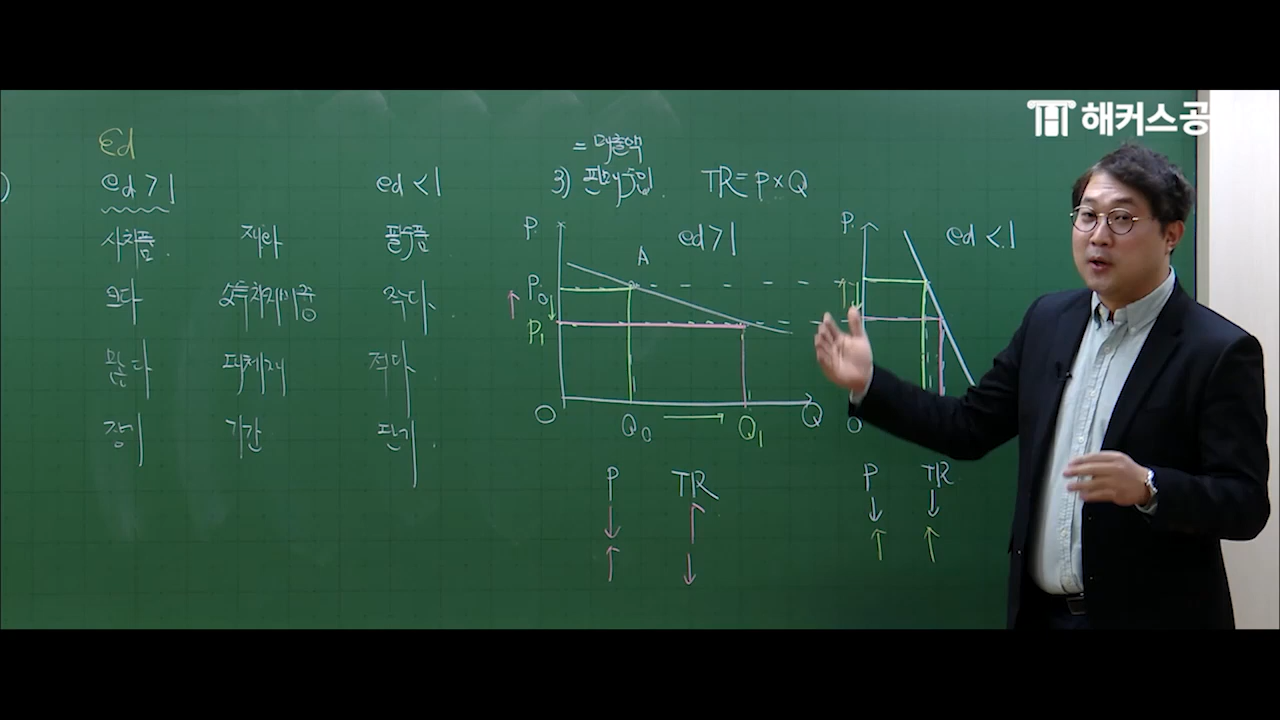 해커스공
Ed
ed > 1 ed < 1
사치품. 재화 필수품.
크다 소득차지비중 작다.
많다 대체재 적다.
장기 기간 단기.
= 매출액
3) 판매수입. TR = P × Q
P. ed > 1
A
P₀
P₁
O Q₀ Q₁ Q
P TR
↓ ↑
↑ ↓
P. ed < 1
O
P TR
↓ ↓
↑ ↑